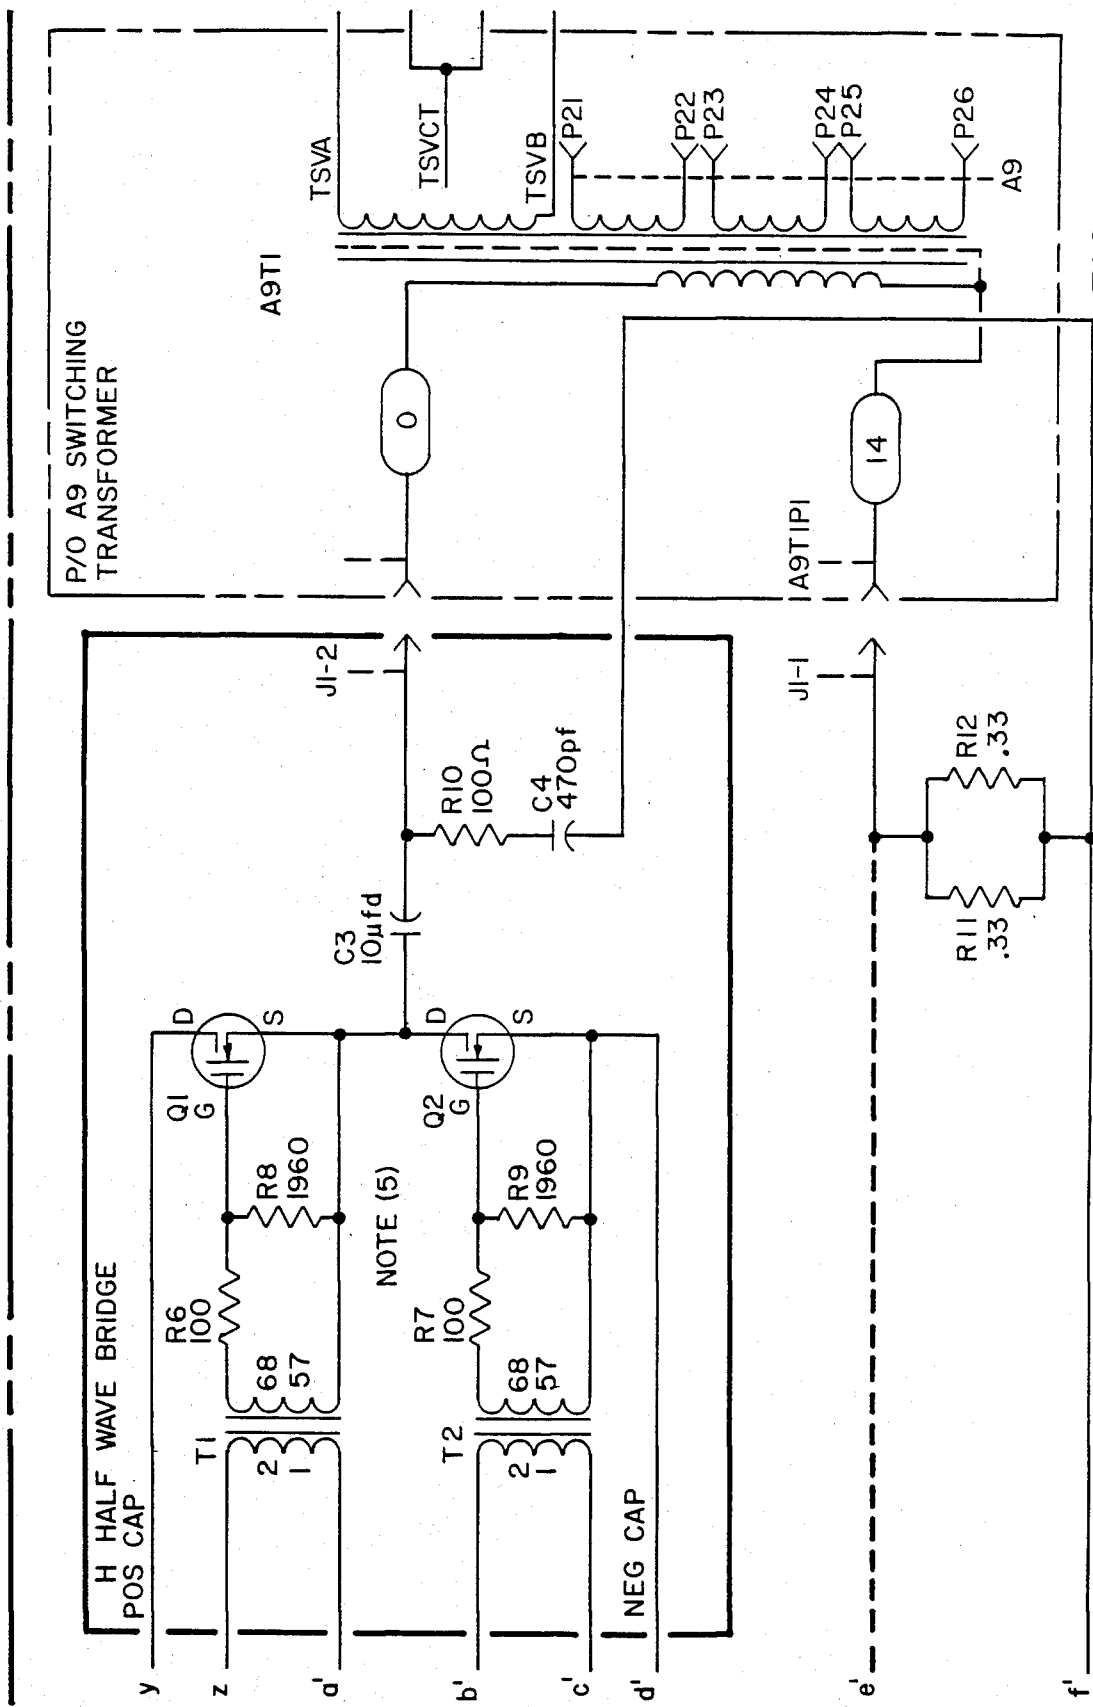 H HALF WAVE BRIDGE
POS CAP
y
z
a'
b'
c'
d'
e'
f'
T1
2
1
68
57
R6
100
R8
1960
Q1
G
D
S
NOTE (5)
T2
2
1
68
57
R7
100
R9
1960
Q2
G
D
S
NEG CAP
C3
10µfd
R10
100Ω
C4
470pf
J1-2
J1-1
R11
.33
R12
.33
P/O A9 SWITCHING
TRANSFORMER
0
14
A9T1P1
A9T1
TSVA
TSVCT
TSVB
P21
P22
P23
P24
P25
P26
A9